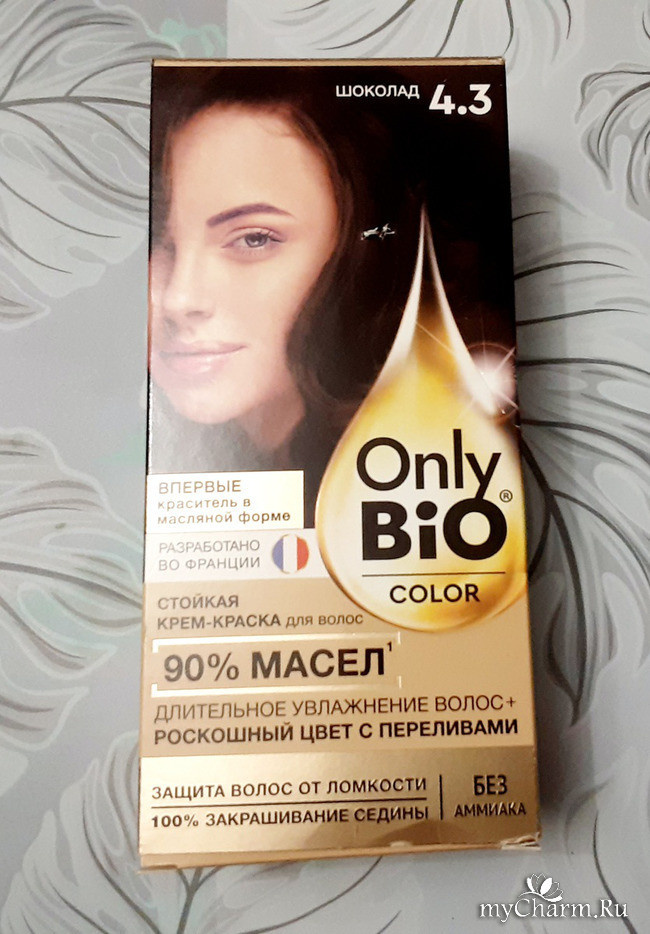 ШОКОЛАД 4.3
Only
BiO®
COLOR
ВПЕРВЫЕ
краситель в
масляной форме
РАЗРАБОТАНО
ВО ФРАНЦИИ
СТОЙКАЯ
КРЕМ-КРАСКА для волос
90% МАСЕЛ¹
ДЛИТЕЛЬНОЕ УВЛАЖНЕНИЕ ВОЛОС+
РОСКОШНЫЙ ЦВЕТ С ПЕРЕЛИВАМИ
ЗАЩИТА ВОЛОС ОТ ЛОМКОСТИ
100% ЗАКРАШИВАНИЕ СЕДИНЫ
БЕЗ
АММИАКА
myCharm.Ru